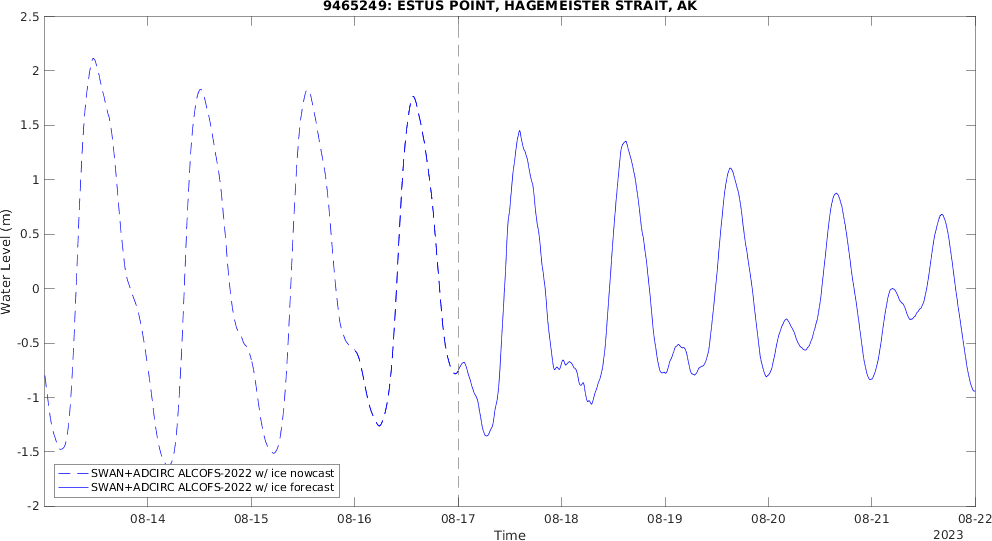 9465249: ESTUS POINT, HAGEMEISTER STRAIT, AK
2.5
2
1.5
1
0.5
0
-0.5
-1
-1.5
-2
Water Level (m)
SWAN+ADCIRC ALCOFS-2022 w/ ice nowcast
SWAN+ADCIRC ALCOFS-2022 w/ ice forecast
08-14 08-15 08-16 08-17 08-18 08-19 08-20 08-21 08-22
Time
2023